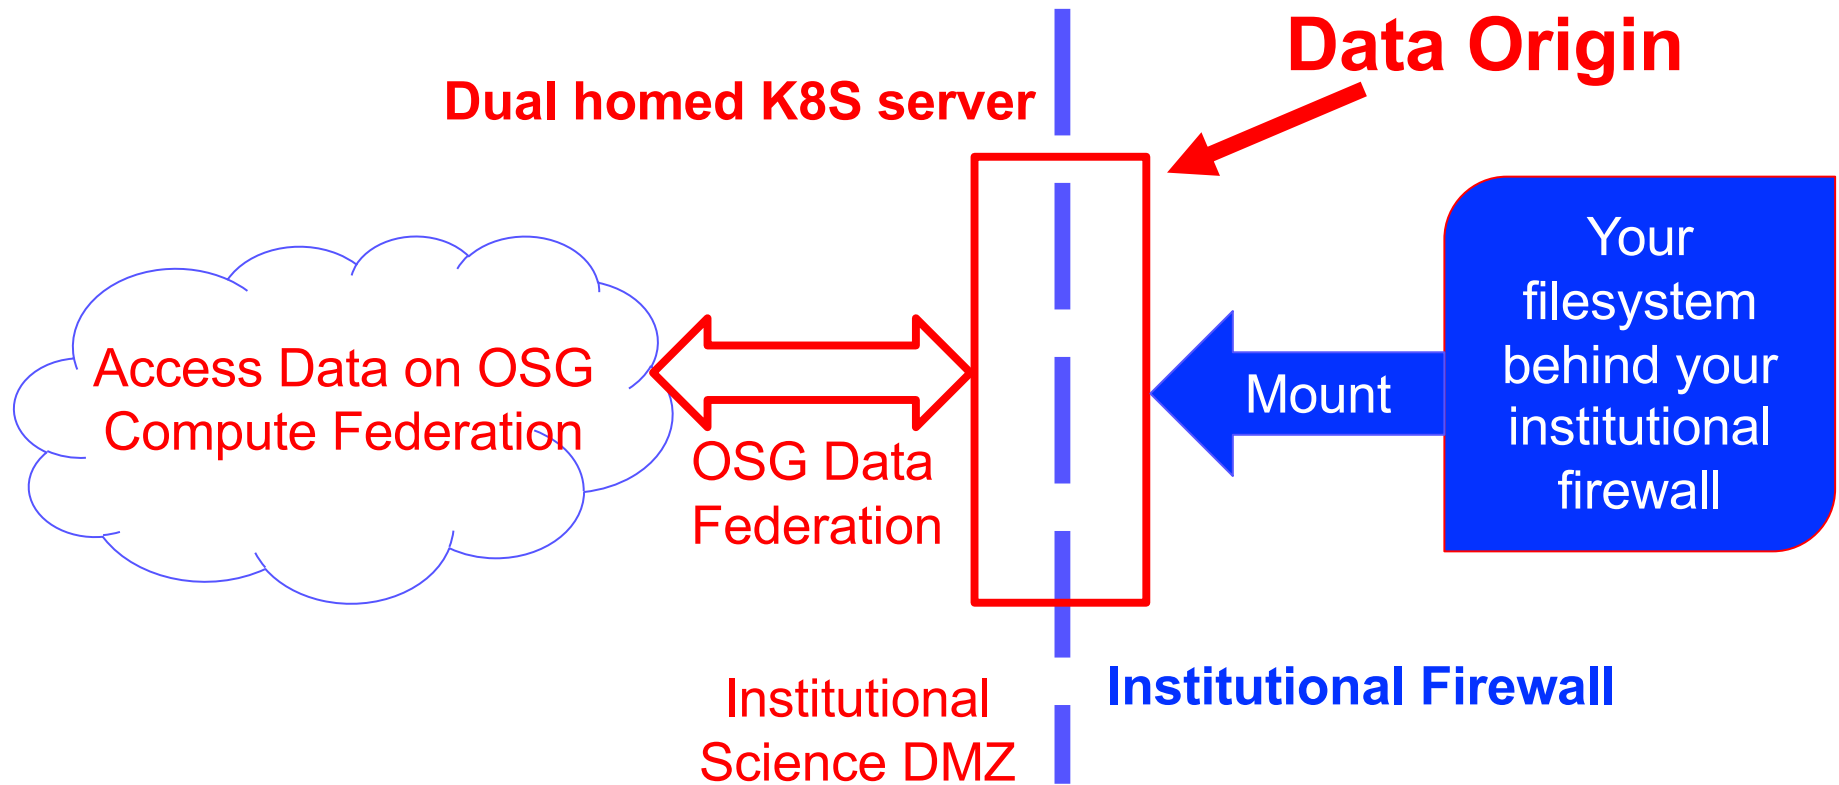 Data Origin
Dual homed K8S server
Access Data on OSG
Compute Federation
OSG Data
Federation
Mount
Your
filesystem
behind your
institutional
firewall
Institutional Firewall
Institutional
Science DMZ